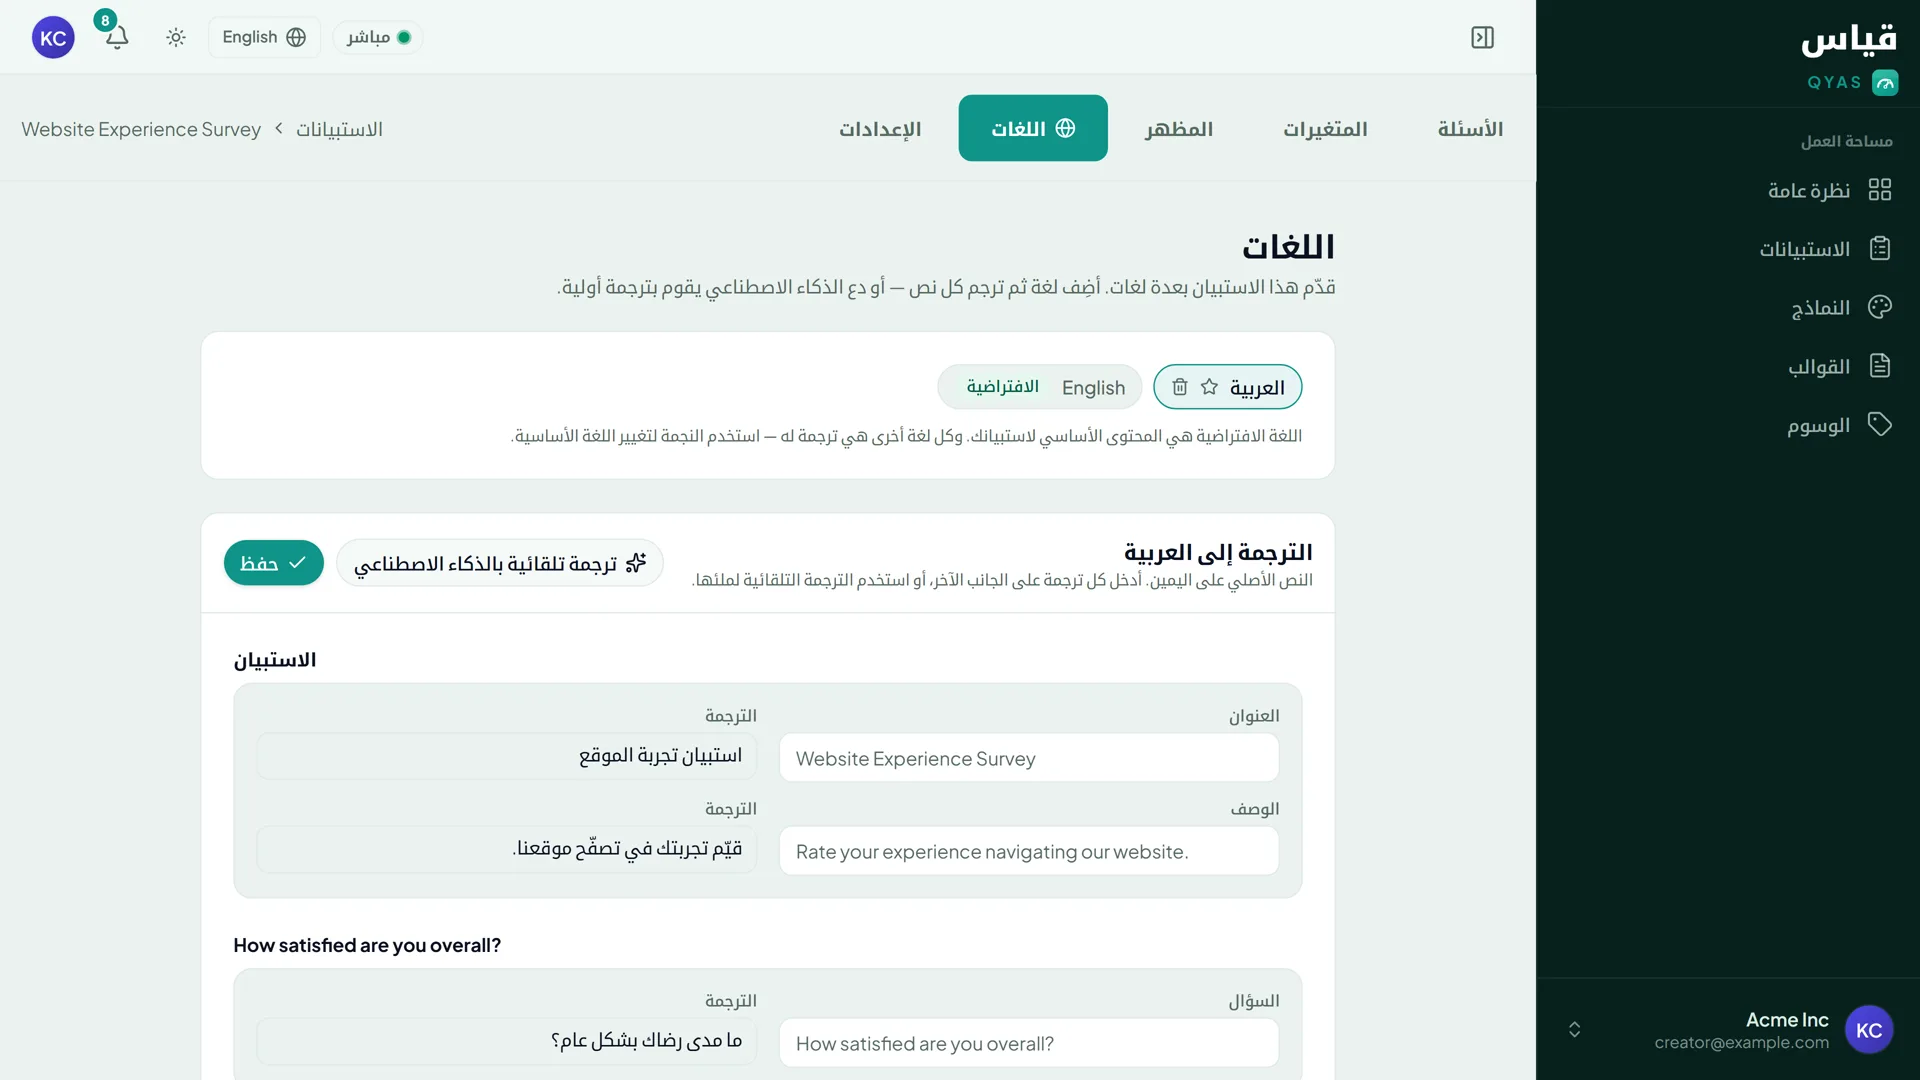 قياس
QYAS
مساحة العمل
نظرة عامة
الاستبيانات
النماذج
القوالب
الوسوم
Acme Inc
creator@example.com
KC
مباشر
English
8
KC
الأسئلة
المتغيرات
المظهر
اللغات
الإعدادات
الاستبيانات
Website Experience Survey
اللغات
قدّم هذا الاستبيان بعدة لغات. أضِف لغة ثم ترجم كل نص — أو دع الذكاء الاصطناعي يقوم بترجمة أولية.
العربية
English الافتراضية
اللغة الافتراضية هي المحتوى الأساسي لاستبيانك. وكل لغة أخرى هي ترجمة له — استخدم النجمة لتغيير اللغة الأساسية.
الترجمة إلى العربية
النص الأصلي على اليمين. أدخل كل ترجمة على الجانب الآخر، أو استخدم الترجمة التلقائية لملئها.
ترجمة تلقائية بالذكاء الاصطناعي
حفظ
الاستبيان
العنوان
Website Experience Survey
الترجمة
استبيان تجربة الموقع
الوصف
Rate your experience navigating our website.
الترجمة
قيّم تجربتك في تصفّح موقعنا.
How satisfied are you overall?
السؤال
How satisfied are you overall?
الترجمة
ما مدى رضاك بشكل عام؟